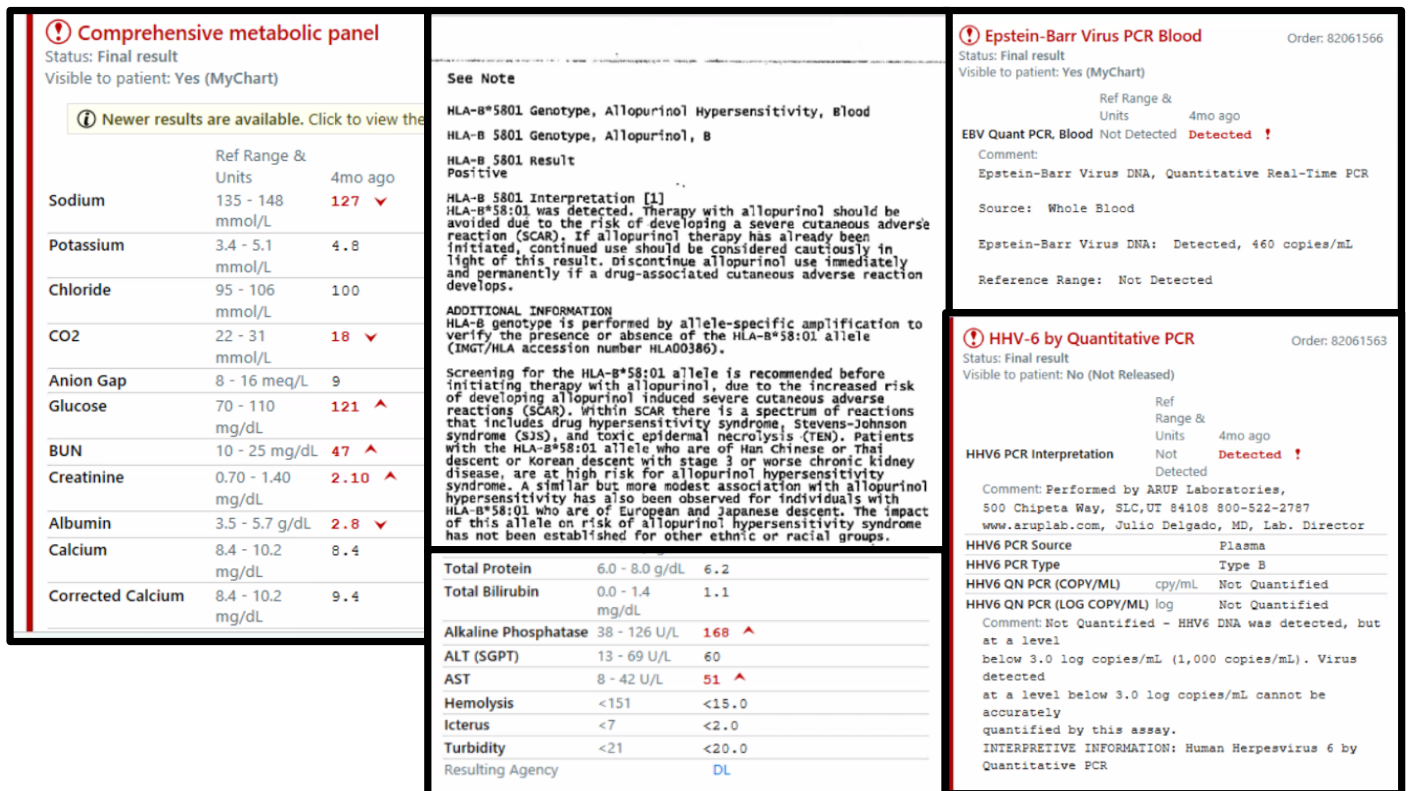 Comprehensive metabolic panel
Status: Final result
Visible to patient: Yes (MyChart)
Newer results are available. Click to view the
Ref Range &
Units 4mo ago
Sodium 135 - 148 127
mmol/L
Potassium 3.4 - 5.1 4.8
mmol/L
Chloride 95 - 106 100
mmol/L
CO2 22 - 31 18
mmol/L
Anion Gap 8 - 16 meq/L 9
Glucose 70 - 110 121
mg/dL
BUN 10 - 25 mg/dL 47
Creatinine 0.70 - 1.40 2.10
mg/dL
Albumin 3.5 - 5.7 g/dL 2.8
Calcium 8.4 - 10.2 8.4
mg/dL
Corrected Calcium 8.4 - 10.2 9.4
mg/dL
See Note
HLA-B*5801 Genotype, Allopurinol Hypersensitivity, Blood
HLA-B 5801 Genotype, Allopurinol, B
HLA-B 5801 Result
Positive
HLA-B 5801 Interpretation [1]
HLA-B*58:01 was detected. Therapy with allopurinol should be
avoided due to the risk of developing a severe cutaneous adverse
reaction (SCAR). If allopurinol therapy has already been
initiated, continued use should be considered cautiously in
light of this result. Discontinue allopurinol use immediately
and permanently if a drug-associated cutaneous adverse reaction
develops.
ADDITIONAL INFORMATION
HLA-B genotype is performed by allele-specific amplification to
verify the presence or absence of the HLA-B*58:01 allele
(IMGT/HLA accession number HLA00386).
Screening for the HLA-B*58:01 allele is recommended before
initiating therapy with allopurinol, due to the increased risk
of developing allopurinol induced severe cutaneous adverse
reactions (SCAR). Within SCAR there is a spectrum of reactions
that includes drug hypersensitivity syndrome, Stevens-Johnson
syndrome (SJS), and toxic epidermal necrolysis (TEN). Patients
with the HLA-B*58:01 allele who are of Han Chinese or Thai
descent or Korean descent with stage 3 or worse chronic kidney
disease, are at high risk for allopurinol hypersensitivity
syndrome. A similar but more modest association with allopurinol
hypersensitivity has also been observed for individuals with
HLA-B*58:01 who are of European and Japanese descent. The impact
of this allele on risk of allopurinol hypersensitivity syndrome
has not been established for other ethnic or racial groups.
Total Protein 6.0 - 8.0 g/dL 6.2
Total Bilirubin 0.0 - 1.4 1.1
mg/dL
Alkaline Phosphatase 38 - 126 U/L 168
ALT (SGPT) 13 - 69 U/L 60
AST 8 - 42 U/L 51
Hemolysis <151 <15.0
Icterus <7 <2.0
Turbidity <21 <20.0
Resulting Agency DL
Epstein-Barr Virus PCR Blood Order: 82061566
Status: Final result
Visible to patient: Yes (MyChart)
Ref Range &
Units 4mo ago
EBV Quant PCR, Blood Not Detected Detected !
Comment:
Epstein-Barr Virus DNA, Quantitative Real-Time PCR
Source: Whole Blood
Epstein-Barr Virus DNA: Detected, 460 copies/mL
Reference Range: Not Detected
HHV-6 by Quantitative PCR Order: 82061563
Status: Final result
Visible to patient: No (Not Released)
Ref
Range &
Units 4mo ago
HHV6 PCR Interpretation Not Detected !
Detected
Comment: Performed by ARUP Laboratories,
500 Chipeta Way, SLC,UT 84108 800-522-2787
www.aruplab.com, Julio Delgado, MD, Lab. Director
HHV6 PCR Source Plasma
HHV6 PCR Type Type B
HHV6 QN PCR (COPY/ML) cpy/mL Not Quantified
HHV6 QN PCR (LOG COPY/ML) log Not Quantified
Comment: Not Quantified - HHV6 DNA was detected, but
at a level
below 3.0 log copies/mL (1,000 copies/mL). Virus
detected
at a level below 3.0 log copies/mL cannot be
accurately
quantified by this assay.
INTERPRETIVE INFORMATION: Human Herpesvirus 6 by
Quantitative PCR